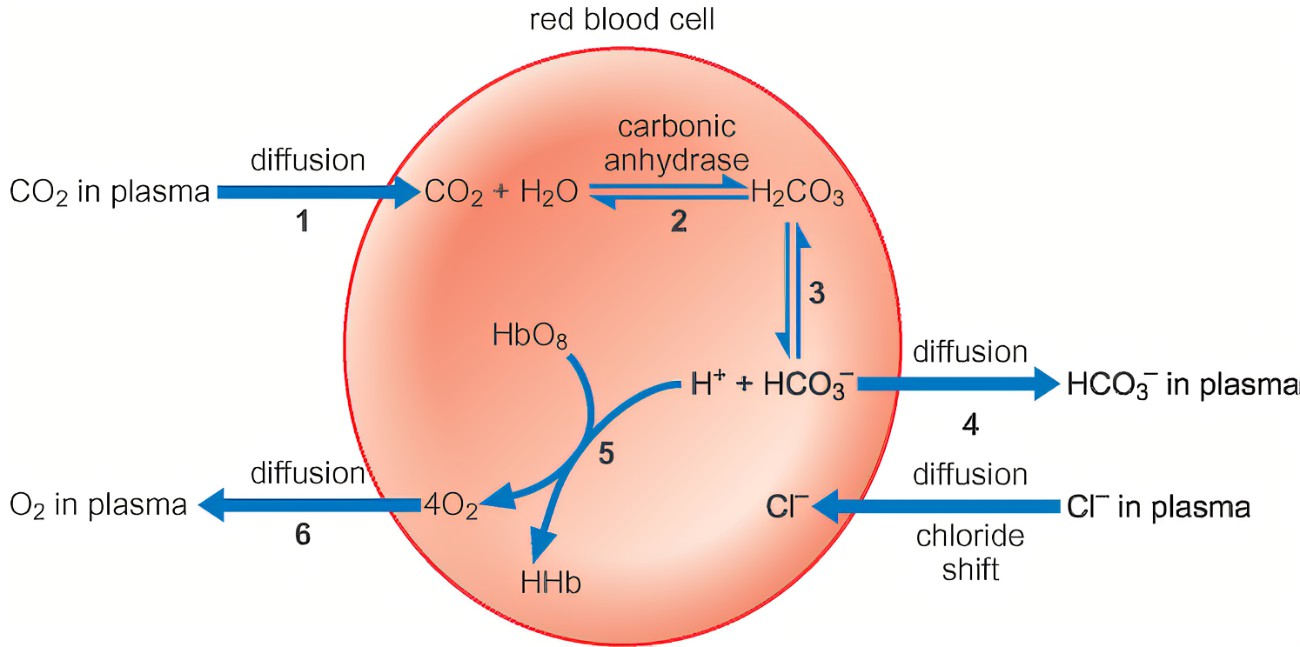 red blood cell
carbonic
anhydrase
diffusion
CO₂ in plasma
CO₂ + H₂O
H₂CO₃
1
2
3
HbO₈
diffusion
H⁺ + HCO₃⁻
HCO₃⁻ in plasma
4
5
diffusion
diffusion
O₂ in plasma
4O₂
Cl⁻
Cl⁻ in plasma
6
chloride
shift
HHb